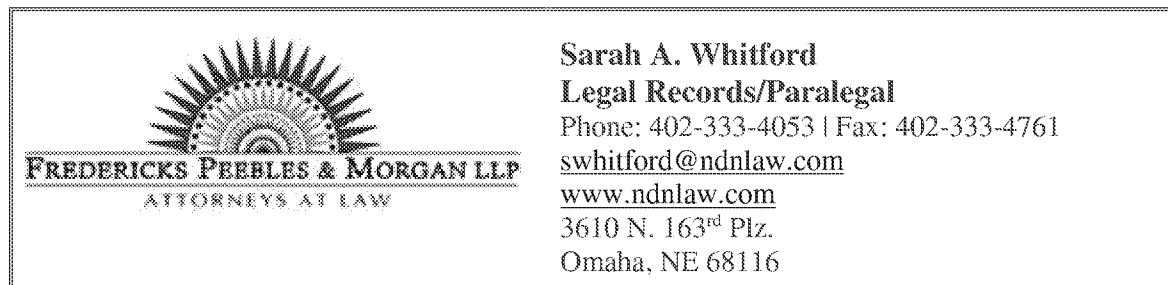 FREDERICKS PEEBLES & MORGAN LLP
ATTORNEYS AT LAW
Sarah A. Whitford
Legal Records/Paralegal
Phone: 402-333-4053 | Fax: 402-333-4761
swhitford@ndnlaw.com
www.ndnlaw.com
3610 N. 163rd Plz.
Omaha, NE 68116